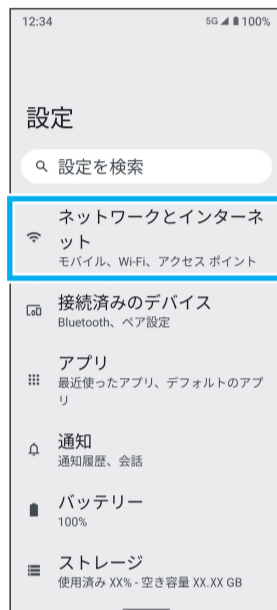 12:34 5G 100%
設定
設定を検索
ネットワークとインターネ
ット
モバイル、Wi-Fi、アクセス ポイント
接続済みのデバイス
Bluetooth、ペア設定
アプリ
最近使ったアプリ、デフォルトのアプ
リ
通知
通知履歴、会話
バッテリー
100%
ストレージ
使用済み XX% - 空き容量 XX.XX GB